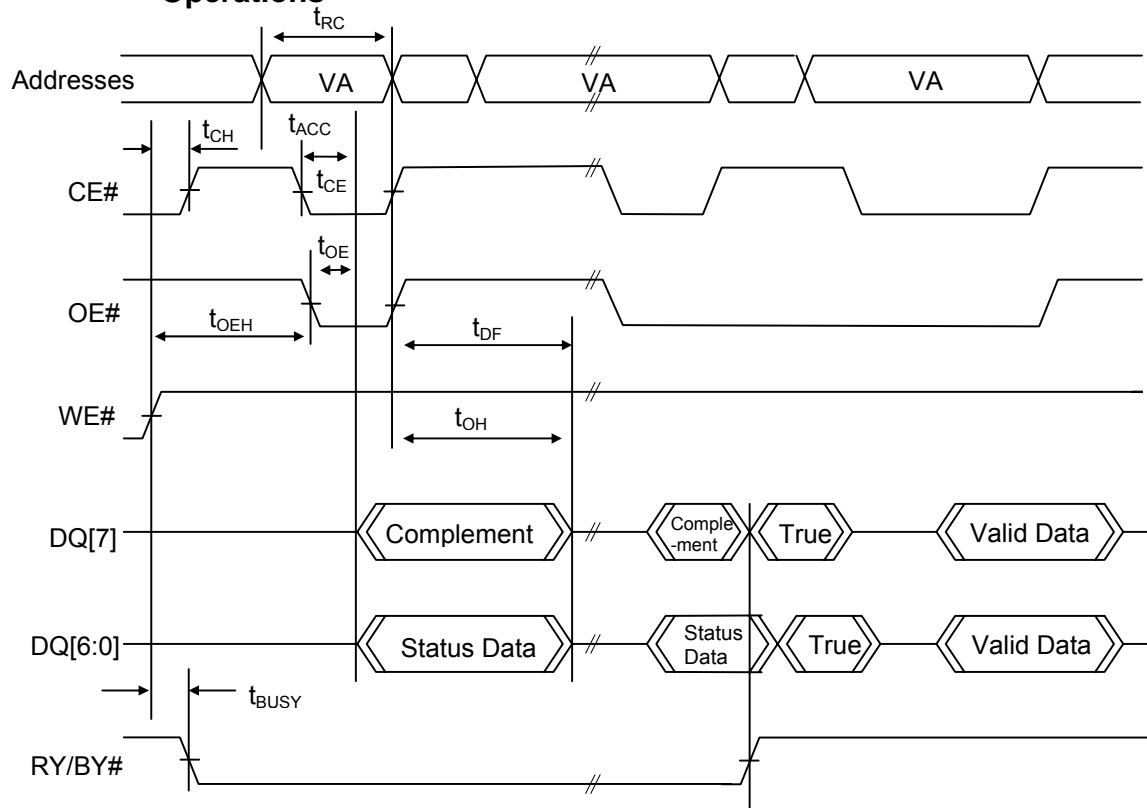 Operations
tRC
Addresses VA VA VA
tCH tACC
CE# tCE
tOE
OE#
tOEH tDF
WE#
tOH
DQ[7] Complement Comple True Valid Data
-ment
DQ[6:0] Status Data Status True Valid Data
Data
tBUSY
RY/BY#